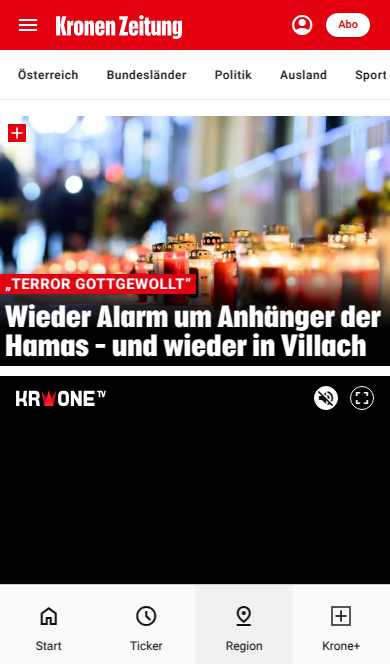 Kronen Zeitung
Abo
Österreich
Bundesländer
Politik
Ausland
Sport
„TERROR GOTTGEWOLLT“
Wieder Alarm um Anhänger der
Hamas – und wieder in Villach
KRONE TV
Start
Ticker
Region
Krone+